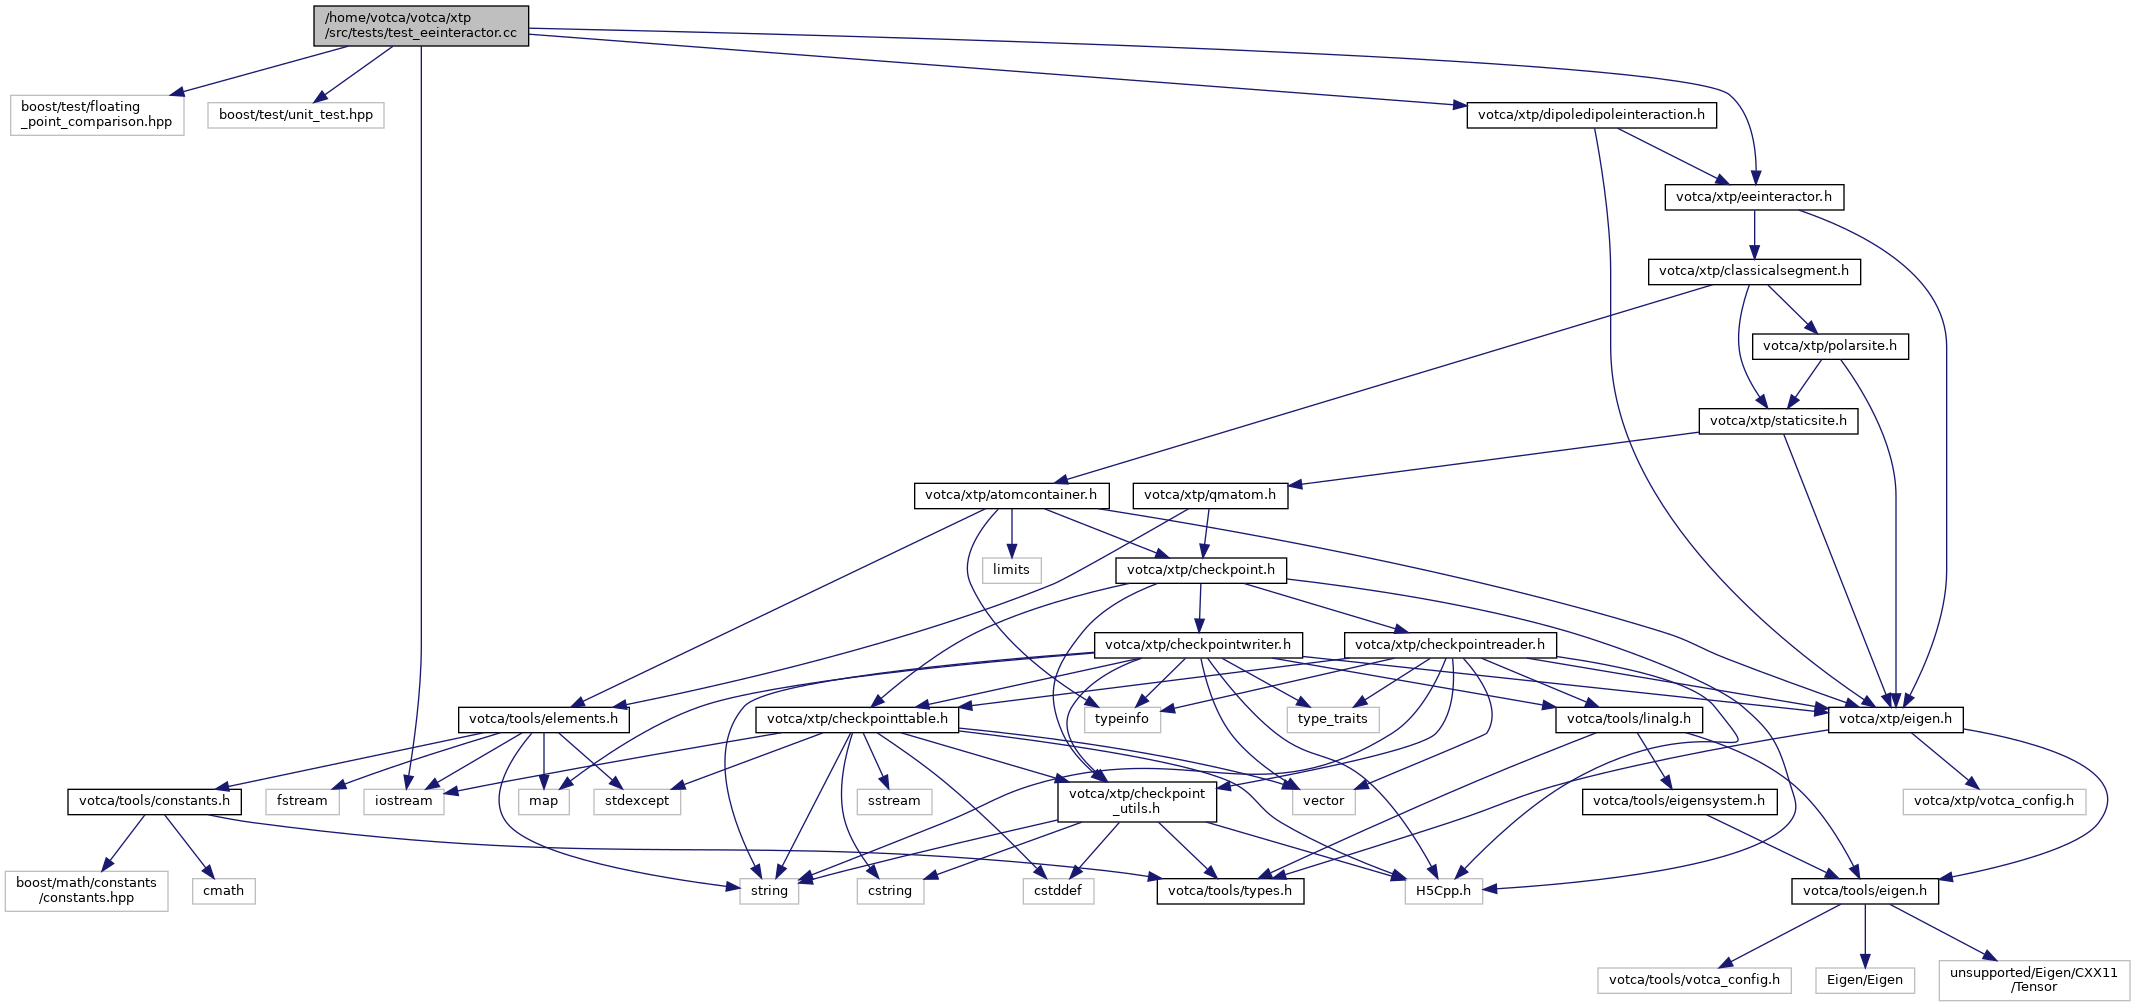 /home/votca/votca/xtp
/src/tests/test_eeinteractor.cc
boost/test/floating
_point_comparison.hpp
boost/test/unit_test.hpp
votca/xtp/dipoledipoleinteraction.h
votca/xtp/eeinteractor.h
votca/xtp/classicalsegment.h
votca/xtp/polarsite.h
votca/xtp/staticsite.h
votca/xtp/atomcontainer.h
votca/xtp/qmatom.h
limits
votca/xtp/checkpoint.h
votca/xtp/checkpointwriter.h
votca/xtp/checkpointreader.h
votca/tools/elements.h
votca/xtp/checkpointtable.h
typeinfo
type_traits
votca/tools/linalg.h
votca/xtp/eigen.h
votca/tools/constants.h
fstream
iostream
map
stdexcept
sstream
votca/xtp/checkpoint
_utils.h
vector
votca/tools/eigensystem.h
votca/xtp/votca_config.h
boost/math/constants
/constants.hpp
cmath
string
cstring
cstddef
votca/tools/types.h
H5Cpp.h
votca/tools/eigen.h
votca/tools/votca_config.h
Eigen/Eigen
unsupported/Eigen/CXX11
/Tensor